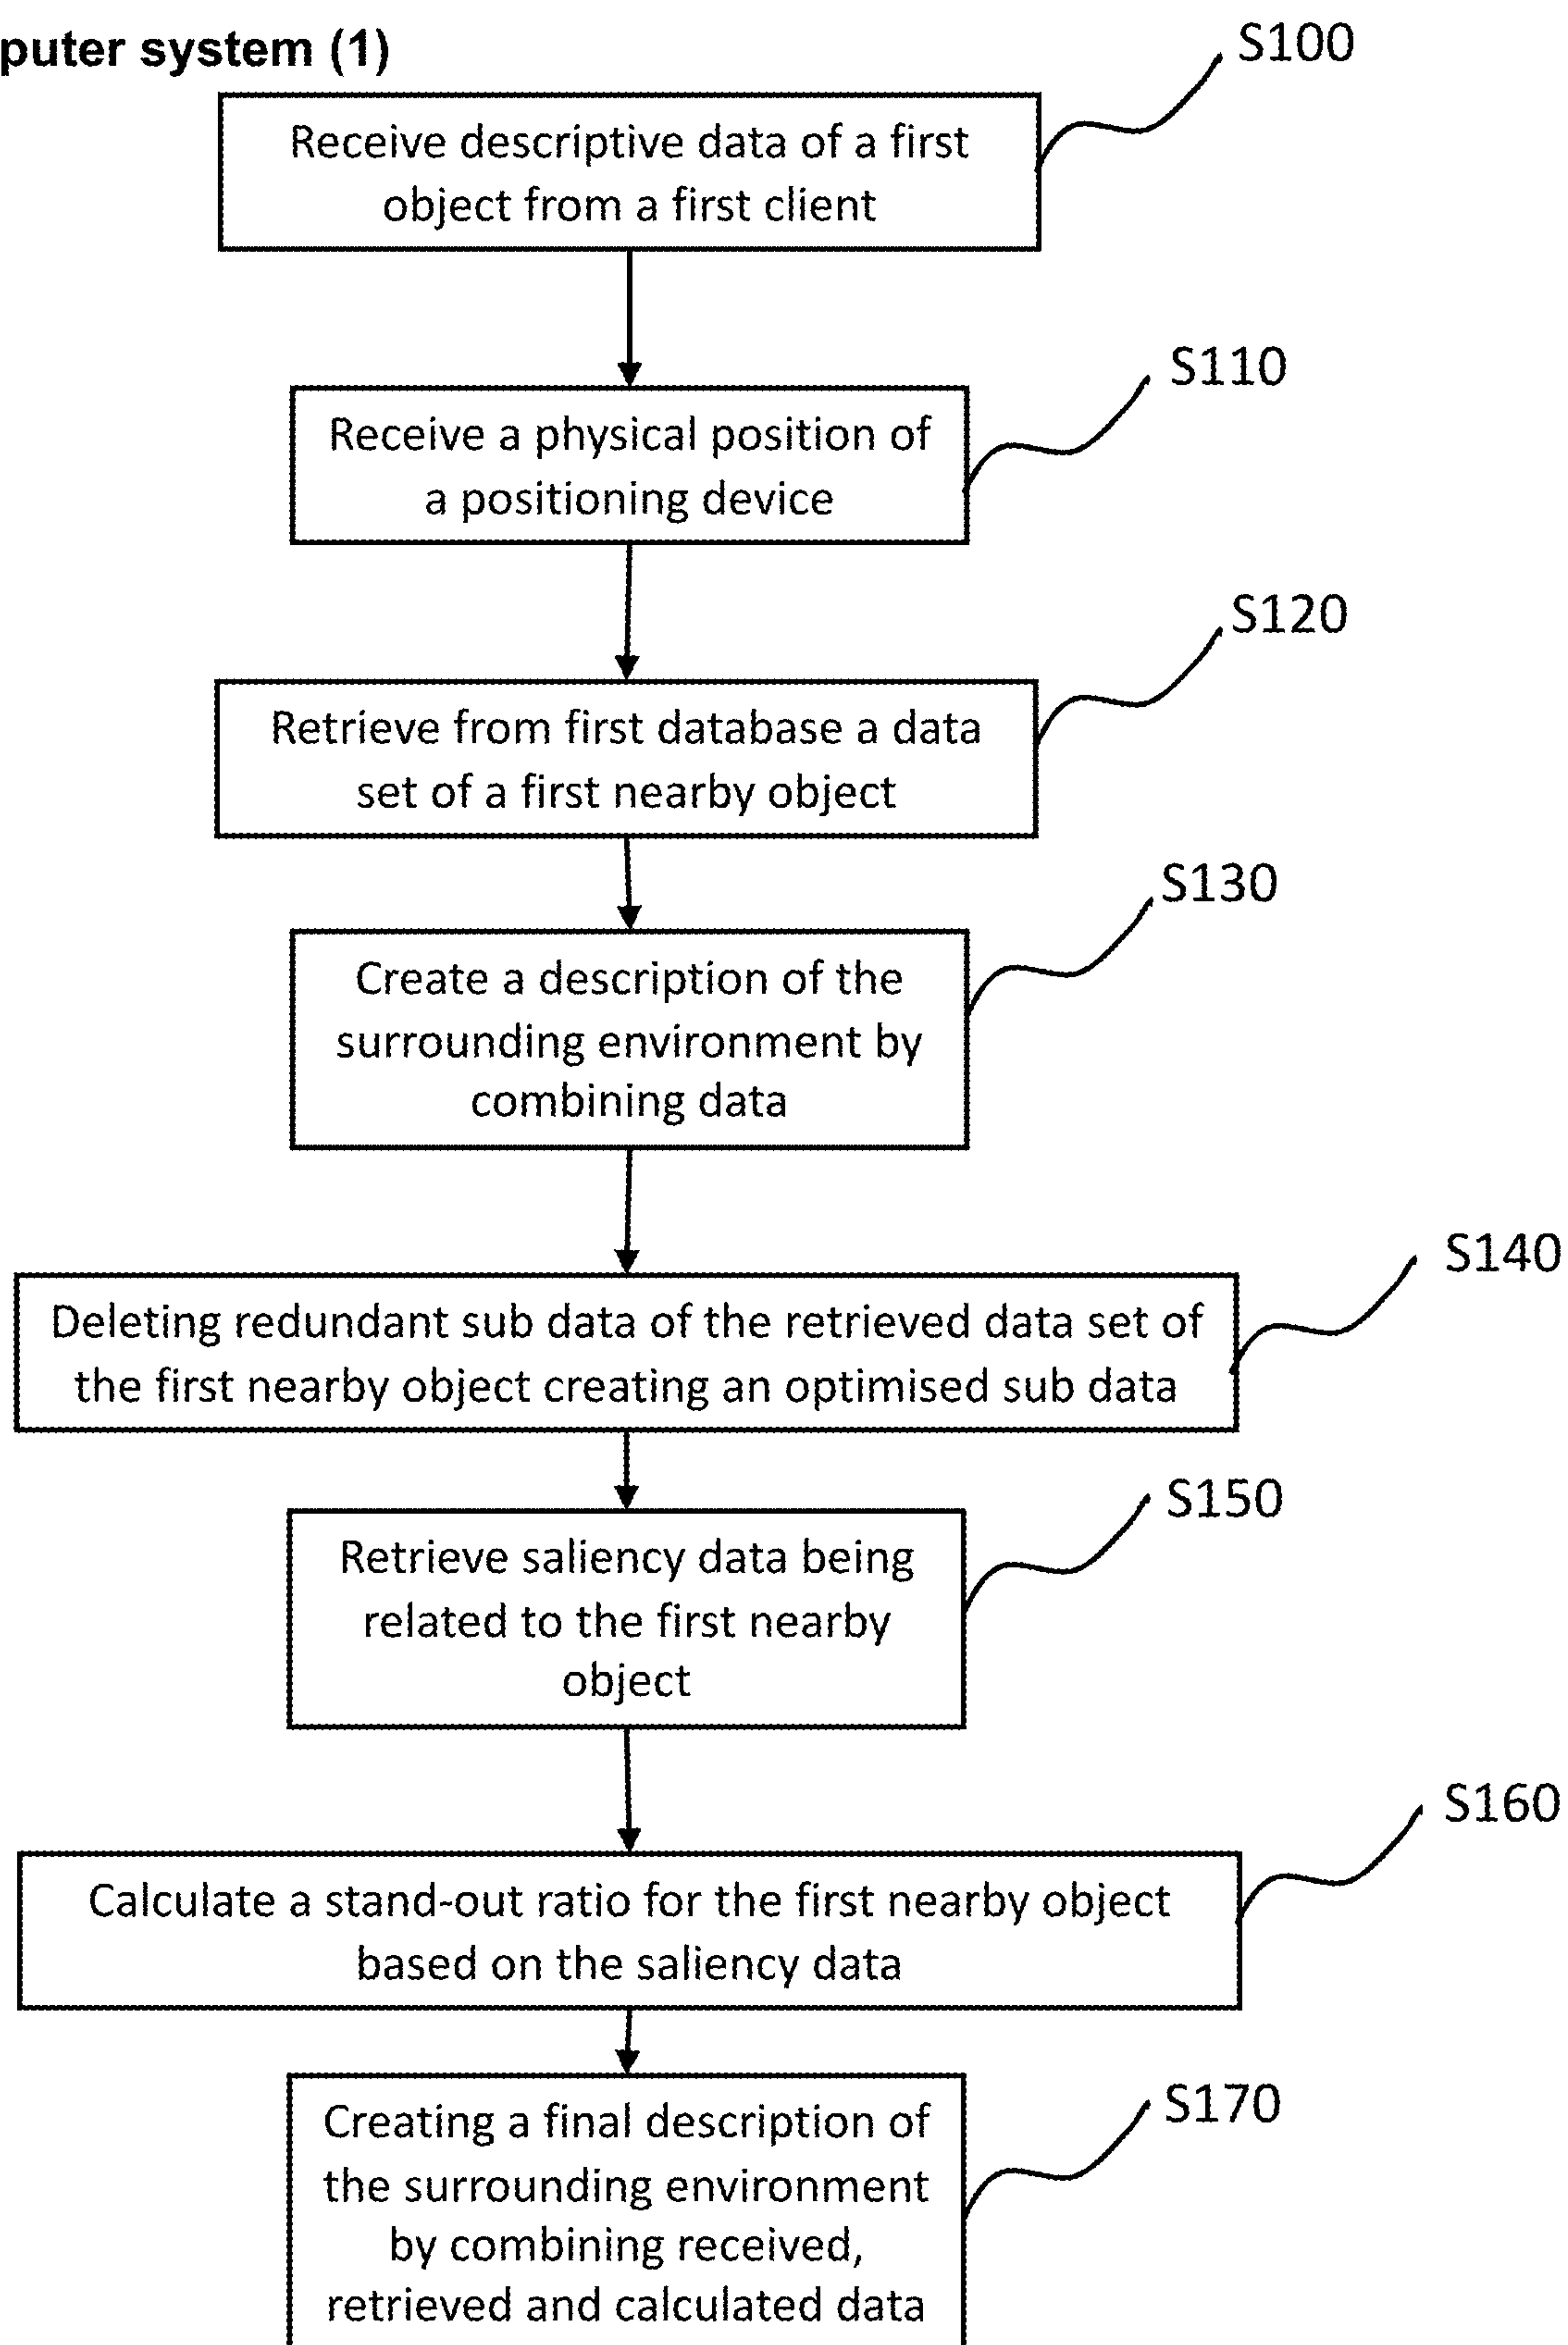 puter system (1)
S100
Receive descriptive data of a first
object from a first client
S110
Receive a physical position of
a positioning device
S120
Retrieve from first database a data
set of a first nearby object
S130
Create a description of the
surrounding environment by
combining data
S140
Deleting redundant sub data of the retrieved data set of
the first nearby object creating an optimised sub data
S150
Retrieve saliency data being
related to the first nearby
object
S160
Calculate a stand-out ratio for the first nearby object
based on the saliency data
S170
Creating a final description of
the surrounding environment
by combining received,
retrieved and calculated data